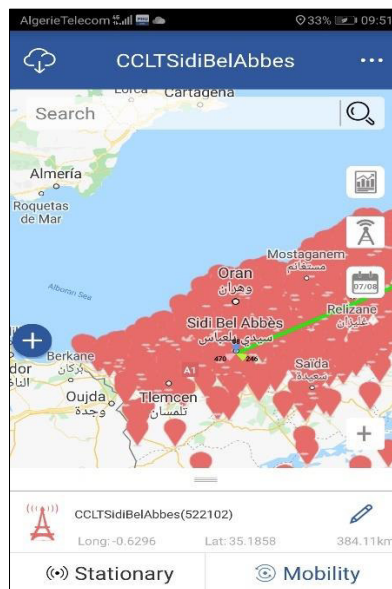 AlgerieTelecom 33% 09:51
CCLTSidiBelAbbes
Lorca Cartagena
Search
Almería
Roquetas
de Mar
Mostaganem
مستغانم
07/08
Oran
وهران
Alboran Sea
Relizane
غليزان
Sidi Bel Abbès
سيدي بلعباس
Berkane
بركان
470 246
A1
Saïda
سعيدة
Oujda
وجدة
Tlemcen
تلمسان
CCLTSidiBelAbbes(522102)
Long:-0.6296 Lat:35.1858 384.11km
Stationary Mobility